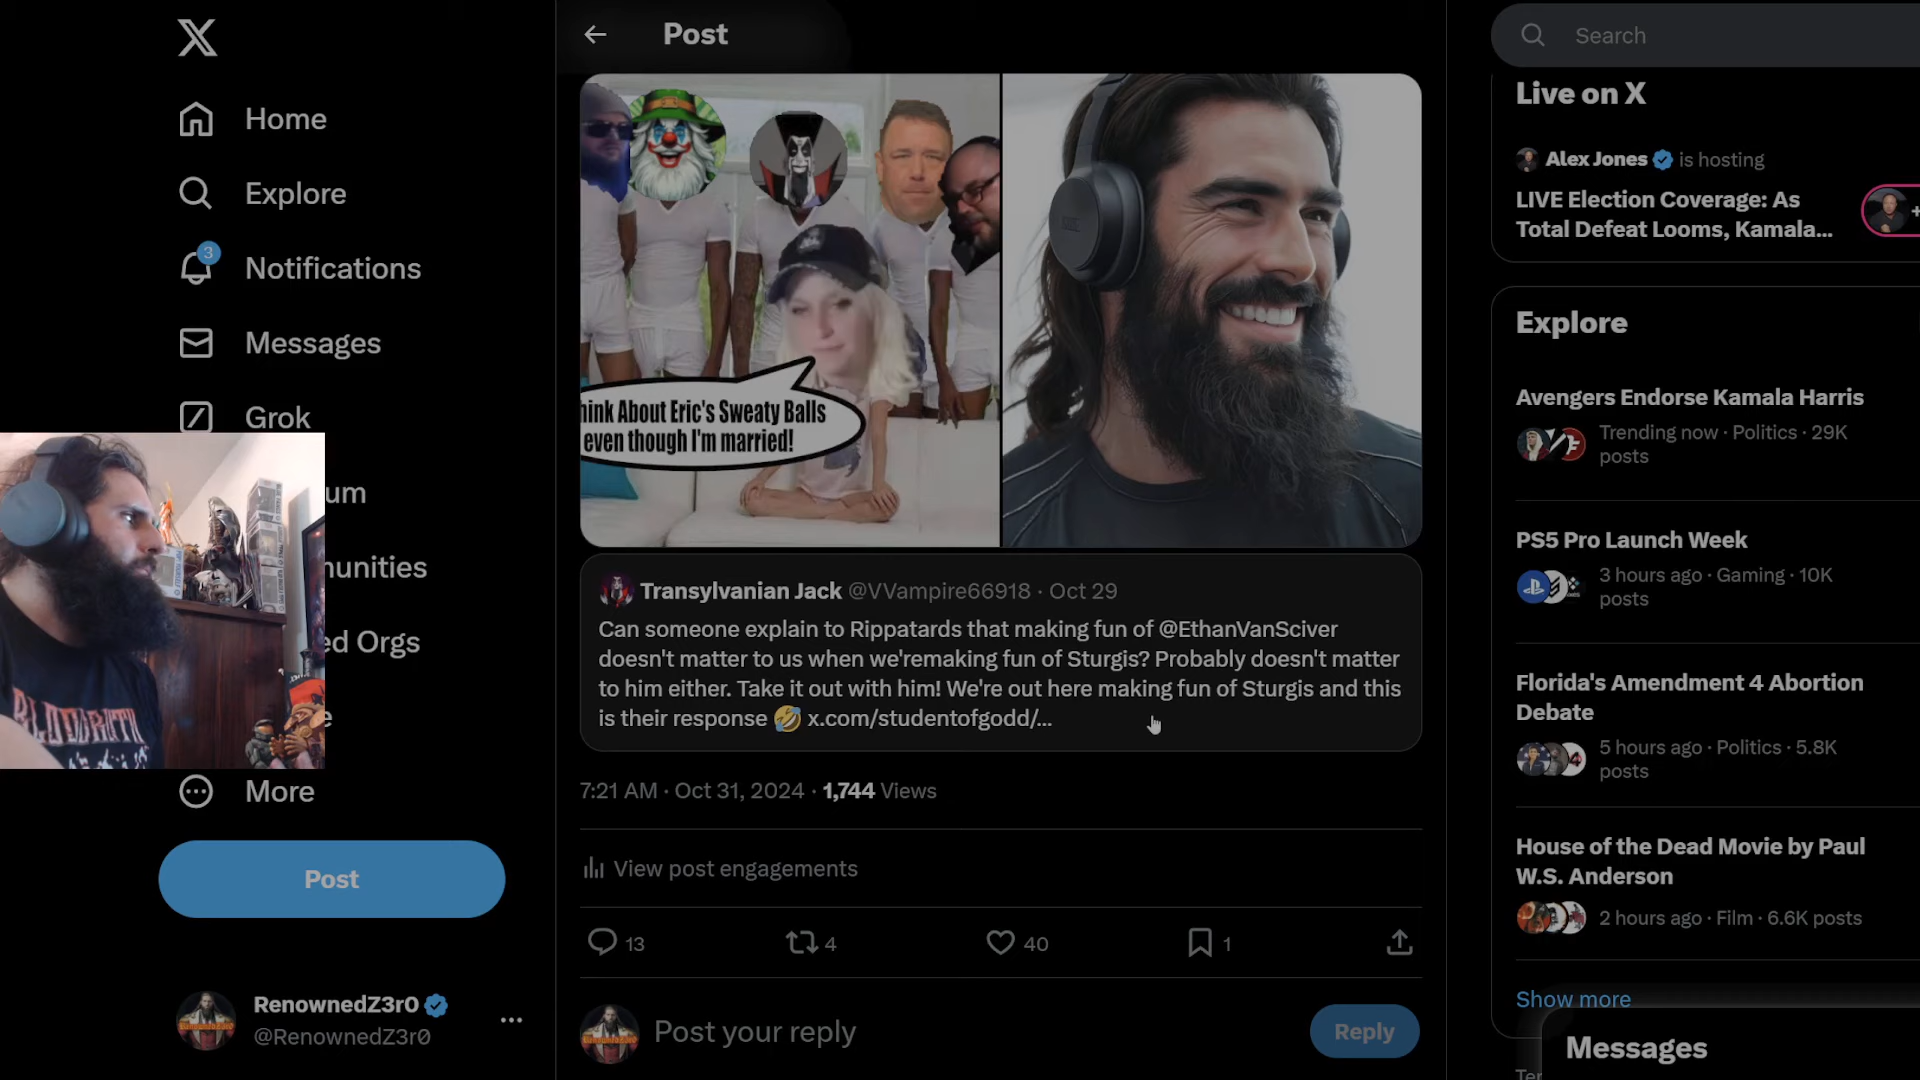 Post
Search
Home
Explore
3
Notifications
Messages
Grok
um
nunities
ed Orgs
More
Post
RenownedZ3r0
@RenownedZ3r0
hink About Eric's Sweaty Balls
even though I'm married!
Transylvanian Jack @VVampire66918 · Oct 29
Can someone explain to Rippatards that making fun of @EthanVanSciver
doesn't matter to us when we'remaking fun of Sturgis? Probably doesn't matter
to him either. Take it out with him! We're out here making fun of Sturgis and this
is their response 🤣 x.com/studentofgodd/...
7:21 AM · Oct 31, 2024 · 1,744 Views
View post engagements
13
4
40
1
Post your reply
Reply
Live on X
Alex Jones is hosting
LIVE Election Coverage: As
Total Defeat Looms, Kamala...
Explore
Avengers Endorse Kamala Harris
Trending now · Politics · 29K
posts
PS5 Pro Launch Week
3 hours ago · Gaming · 10K
posts
Florida's Amendment 4 Abortion
Debate
5 hours ago · Politics · 5.8K
posts
House of the Dead Movie by Paul
W.S. Anderson
2 hours ago · Film · 6.6K posts
Show more
Messages